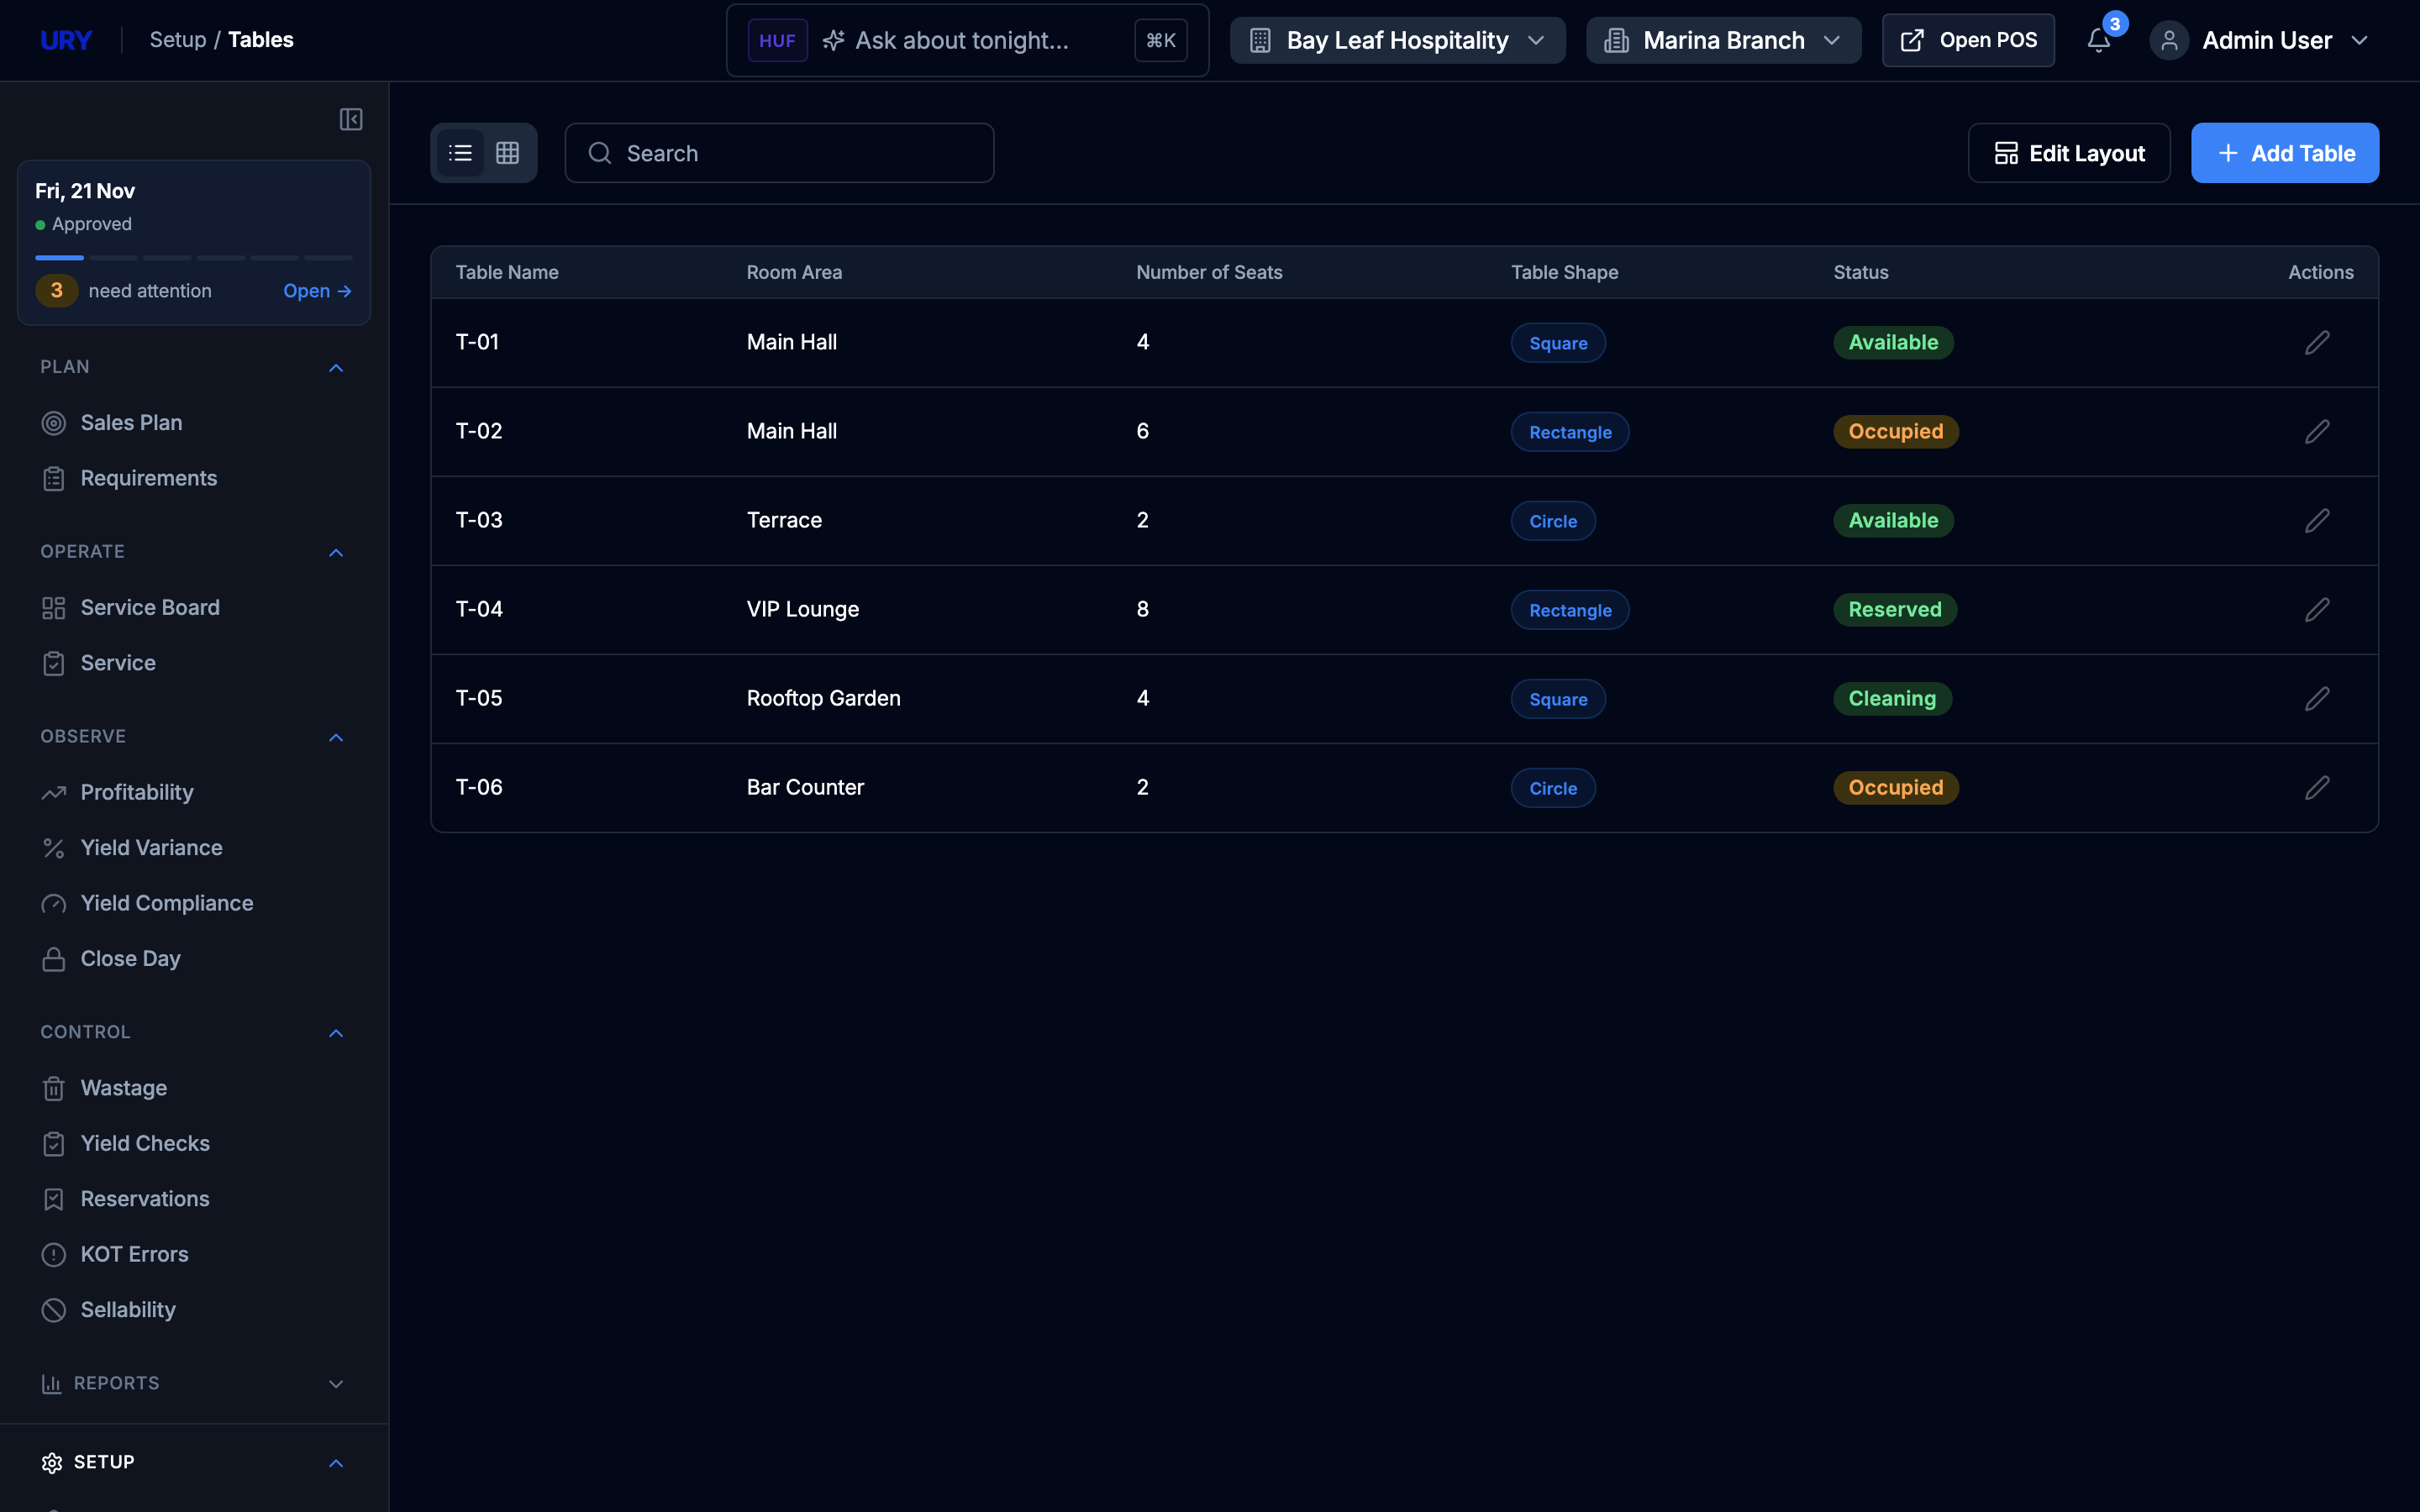 URY
Setup / Tables
HUF
Ask about tonight...
⌘K
Bay Leaf Hospitality
Marina Branch
Open POS
3
Admin User
Fri, 21 Nov
Approved
3 need attention
Open →
PLAN
Sales Plan
Requirements
OPERATE
Service Board
Service
OBSERVE
Profitability
Yield Variance
Yield Compliance
Close Day
CONTROL
Wastage
Yield Checks
Reservations
KOT Errors
Sellability
REPORTS
SETUP
Search
Edit Layout
+ Add Table
Table Name Room Area Number of Seats Table Shape Status Actions
T-01 Main Hall 4 Square Available
T-02 Main Hall 6 Rectangle Occupied
T-03 Terrace 2 Circle Available
T-04 VIP Lounge 8 Rectangle Reserved
T-05 Rooftop Garden 4 Square Cleaning
T-06 Bar Counter 2 Circle Occupied